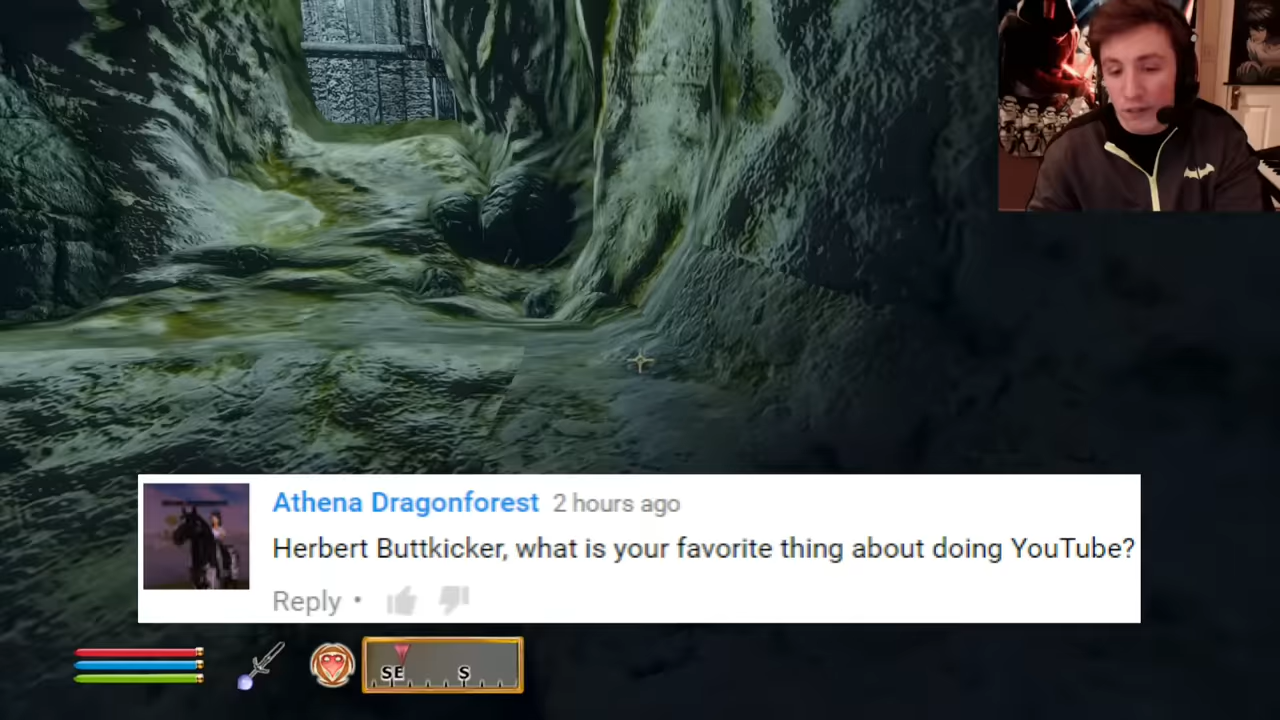 Athena Dragonforest 2 hours ago
Herbert Buttkicker, what is your favorite thing about doing YouTube?
Reply •
SE S